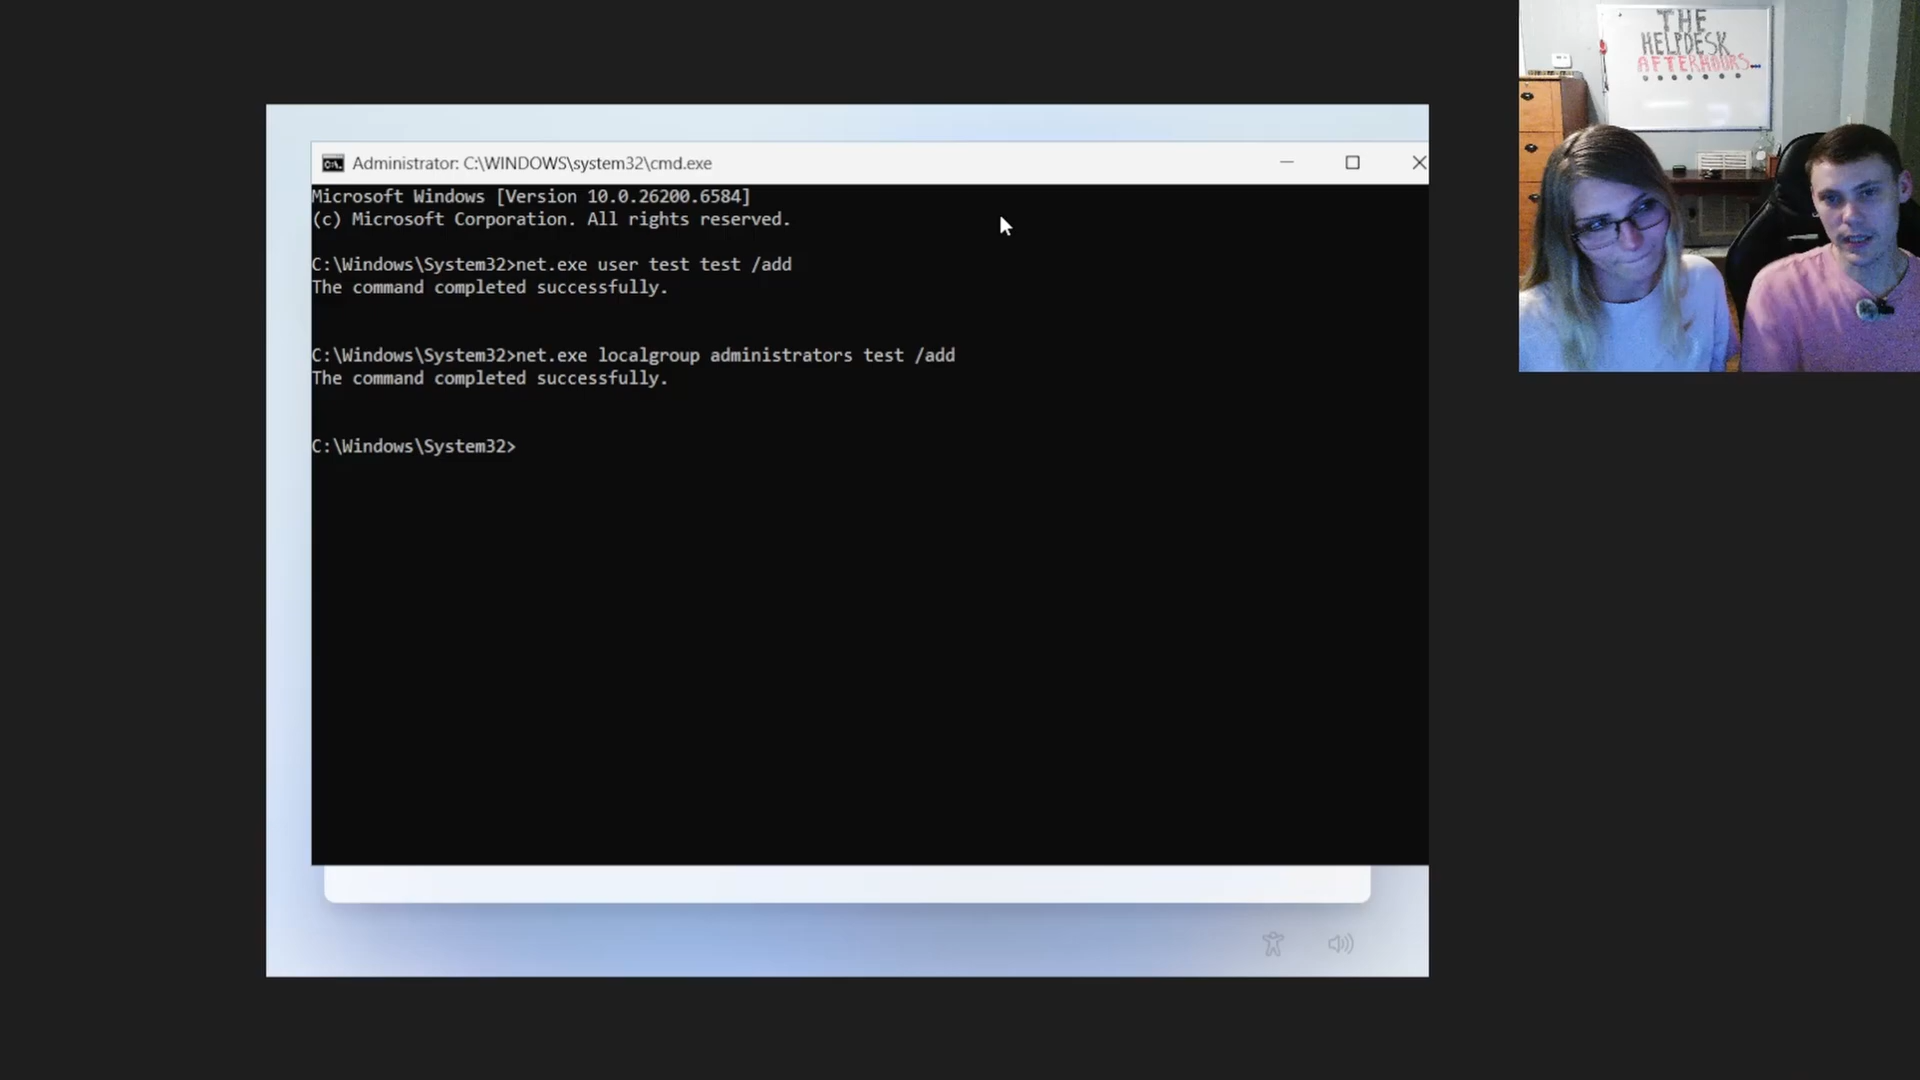 Administrator: C:\WINDOWS\system32\cmd.exe
Microsoft Windows [Version 10.0.26200.6584]
(c) Microsoft Corporation. All rights reserved.
C:\Windows\System32>net.exe user test test /add
The command completed successfully.
C:\Windows\System32>net.exe localgroup administrators test /add
The command completed successfully.
C:\Windows\System32>
THE
HELPDESK
AFTERHOURS...